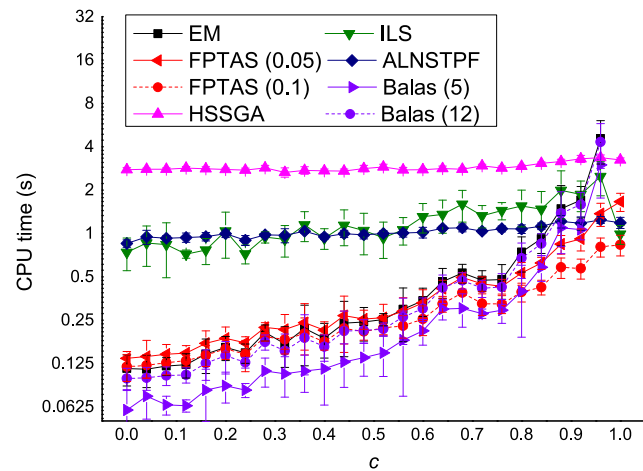 32
16
8
4
2
1
0.5
0.25
0.125
0.0625
CPU time (s)
EM
FPTAS (0.05)
FPTAS (0.1)
HSSGA
ILS
ALNSTPF
Balas (5)
Balas (12)
0.0 0.1 0.2 0.3 0.4 0.5 0.6 0.7 0.8 0.9 1.0
c